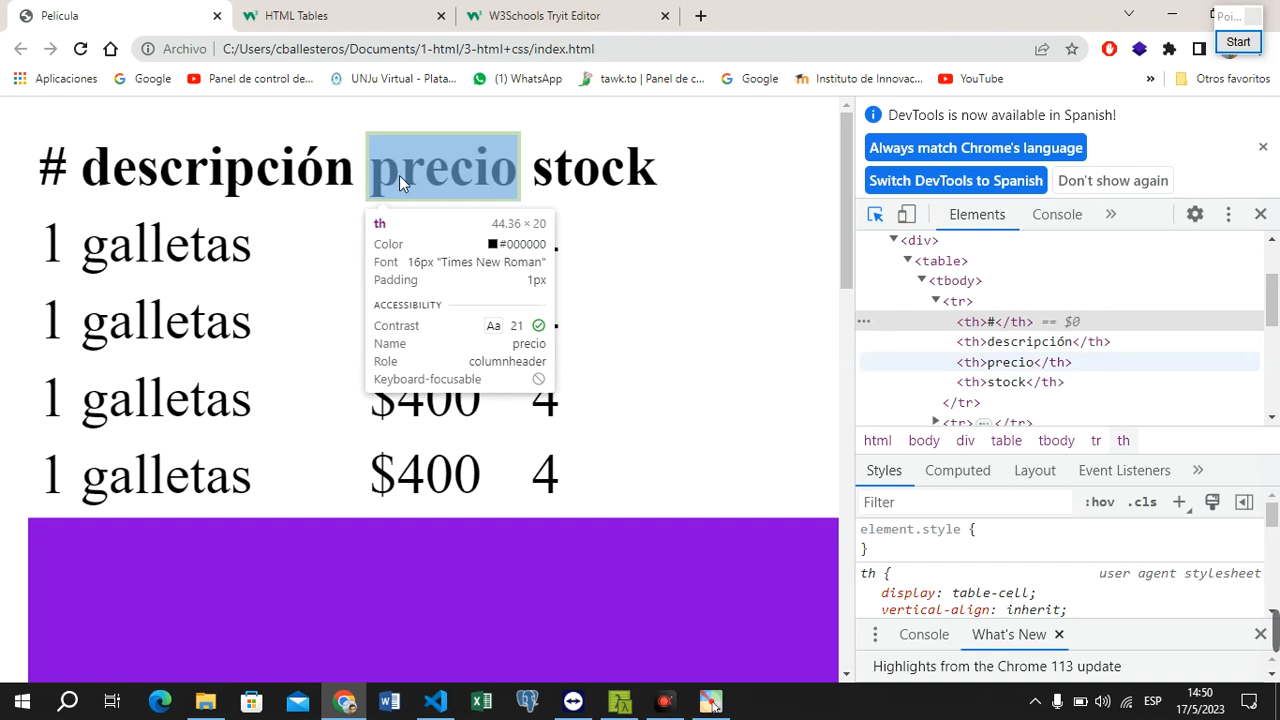 Película
HTML Tables
W3Schools Tryit Editor
Poi...
Start
Archivo
C:/Users/cballesteros/Documents/1-html/3-html+css/index.html
Aplicaciones
Google
Panel de control de...
UNJu Virtual - Plata...
(1) WhatsApp
tawk.to | Panel de c...
Google
Instituto de Innovac...
YouTube
»
Otros favoritos
# descripción precio stock
1 galletas
1 galletas
1 galletas $400 4
1 galletas $400 4
th 44.36 × 20
Color #000000
Font 16px "Times New Roman"
Padding 1px
ACCESSIBILITY
Contrast Aa 21
Name precio
Role columnheader
Keyboard-focusable
DevTools is now available in Spanish!
Always match Chrome's language
Switch DevTools to Spanish
Don't show again
Elements
Console
»
<div>
<table>
<tbody>
<tr>
<th>#</th> == $0
<th>descripción</th>
<th>precio</th>
<th>stock</th>
</tr>
<tr> ... </tr>
html body div table tbody tr th
Styles Computed Layout Event Listeners »
Filter :hov .cls +
element.style {
}
th { user agent stylesheet
display: table-cell;
vertical-align: inherit;
Console What's New
Highlights from the Chrome 113 update
ESP
14:50
17/5/2023